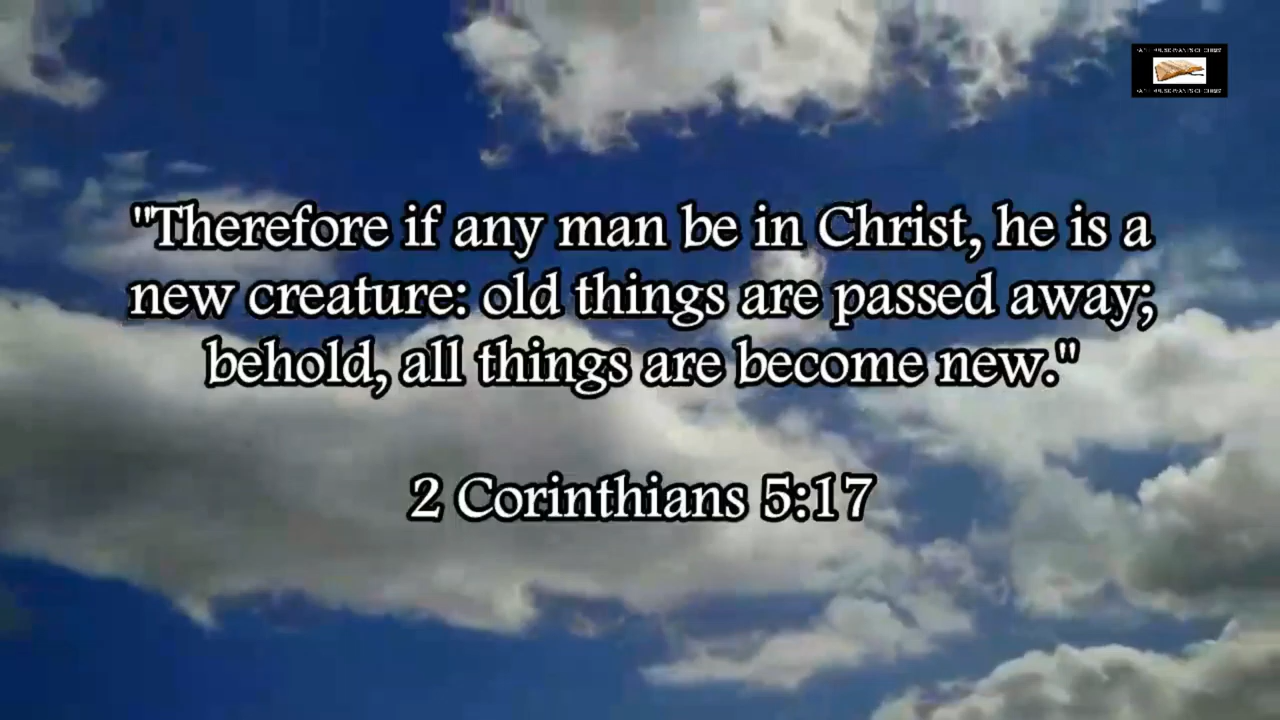 "Therefore if any man be in Christ, he is a
new creature: old things are passed away;
behold, all things are become new."
2 Corinthians 5:17